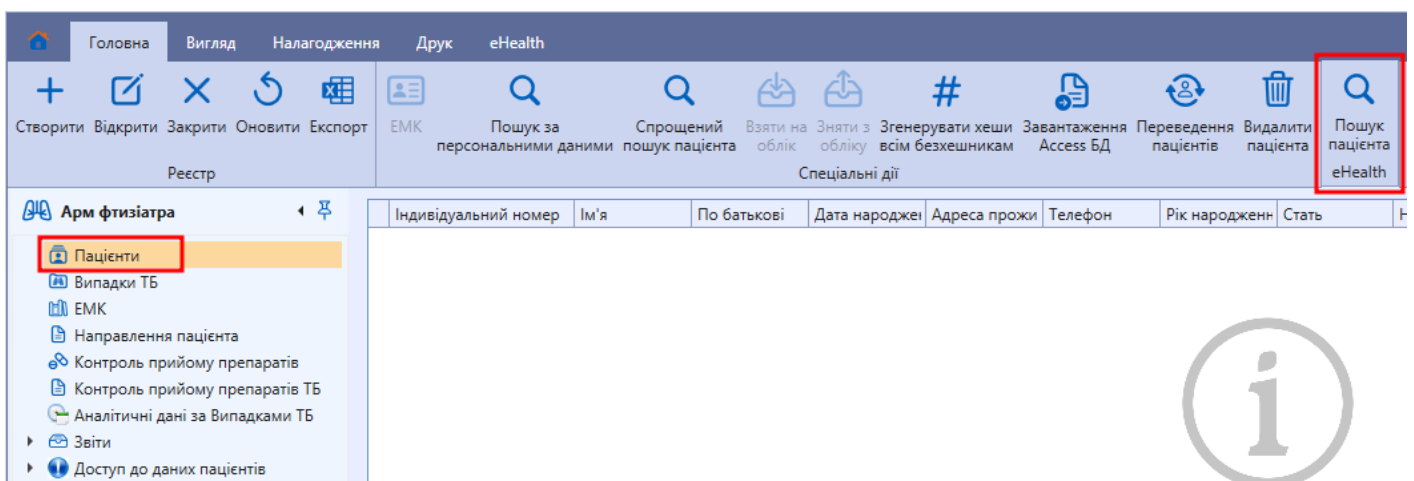 Головна Вигляд Налагодження Друк eHealth
Створити Відкрити Закрити Оновити Експорт ЕМК Пошук за персональними даними Спрощений пошук пацієнта Взяти на облік Зняти з обліку Згенерувати хеши всім безхешникам Завантаження Access БД Переведення пацієнтів Видалити пацієнта Пошук пацієнта
Реєстр Спеціальні дії eHealth
Арм фтизіатра
Індивідуальний номер Ім'я По батькові Дата народжен Адреса прожи Телефон Рік народженн Стать Н
Пацієнти
Випадки ТБ
ЕМК
Направлення пацієнта
Контроль прийому препаратів
Контроль прийому препаратів ТБ
Аналітичні дані за Випадками ТБ
Звіти
Доступ до даних пацієнтів